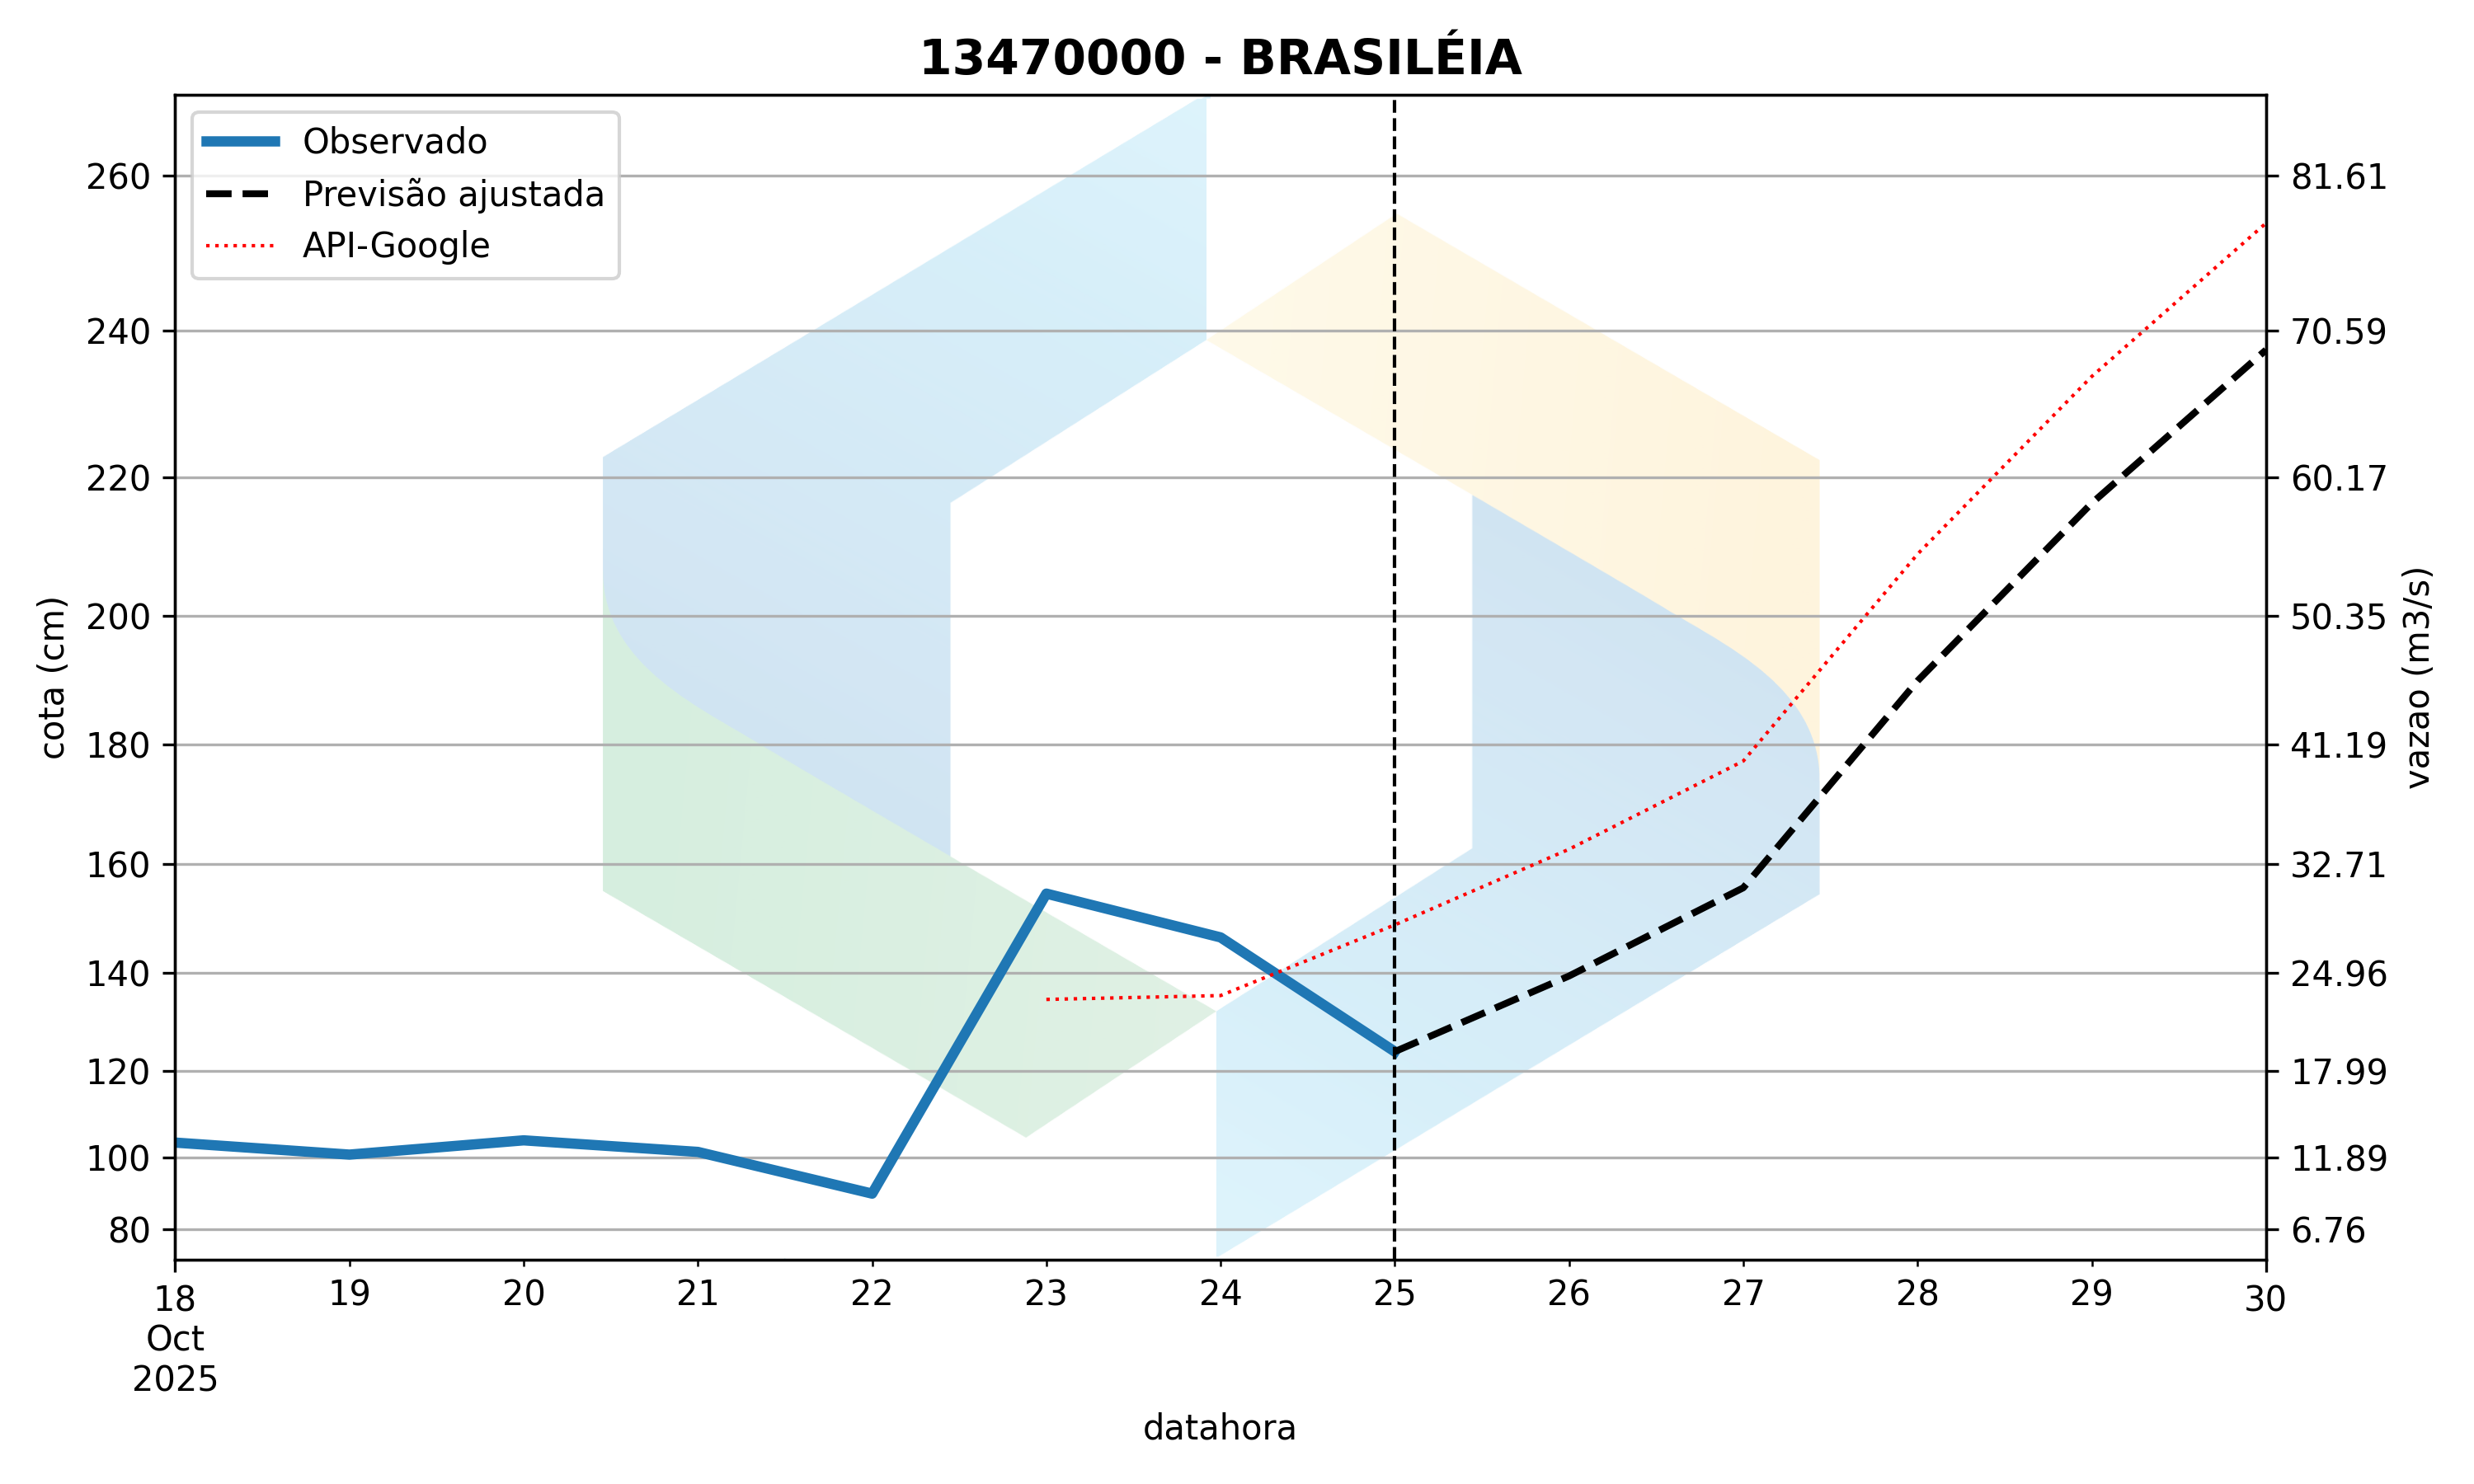 13470000 - BRASILÉIA
Observado
Previsão ajustada
API-Google
260
240
220
200
180
160
140
120
100
80
cota (cm)
81.61
70.59
60.17
50.35
41.19
32.71
24.96
17.99
11.89
6.76
vazao (m3/s)
18 19 20 21 22 23 24 25 26 27 28 29 30
Oct
2025
datahora